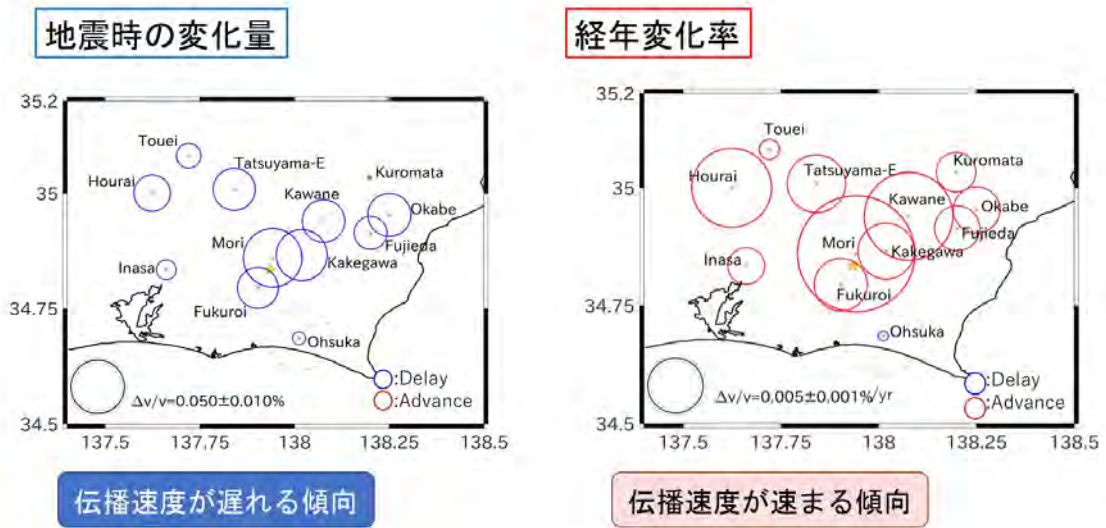 地震時の変化量
35.2
35
34.75
34.5
137.5
137.75
138
138.25
138.5
Touei
Hourai
Tatsuyama-E
Kuromata
Kawane
Okabe
Mori
Fujieda
Inasa
Kakegawa
Fukuroi
Ohsuka
Δv/v=0.050±0.010%
:Delay
:Advance
伝播速度が遅れる傾向
経年変化率
35.2
35
34.75
34.5
137.5
137.75
138
138.25
138.5
Touei
Hourai
Tatsuyama-E
Kuromata
Kawane
Okabe
Mori
Fujieda
Kakegawa
Inasa
Fukuroi
Ohsuka
Δv/v=0.005±0.001%/yr
:Delay
:Advance
伝播速度が速まる傾向